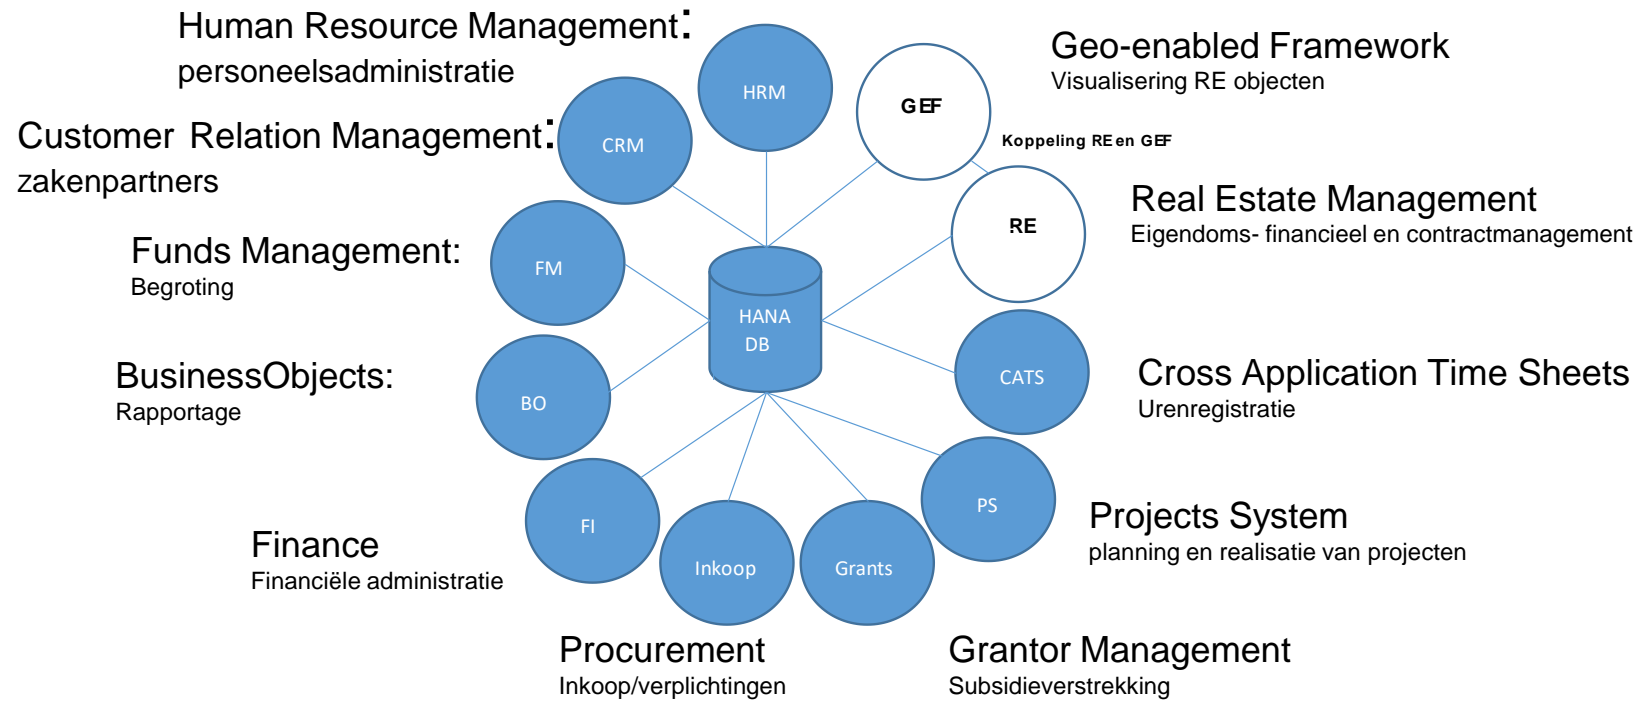 Human Resource Management:
personeelsadministratie
HRM
Geo-enabled Framework
Visualisering RE objecten
GEF
Koppeling RE en GEF
Customer Relation Management:
zakenpartners
CRM
Real Estate Management
Eigendoms- financieel en contractmanagement
RE
Funds Management:
Begroting
FM
HANA
DB
BusinessObjects:
Rapportage
BO
CATS
Cross Application Time Sheets
Urenregistratie
PS
Projects System
planning en realisatie van projecten
Finance
Financiële administratie
FI
Inkoop
Grants
Procurement
Inkoop/verplichtingen
Grantor Management
Subsidieverstrekking